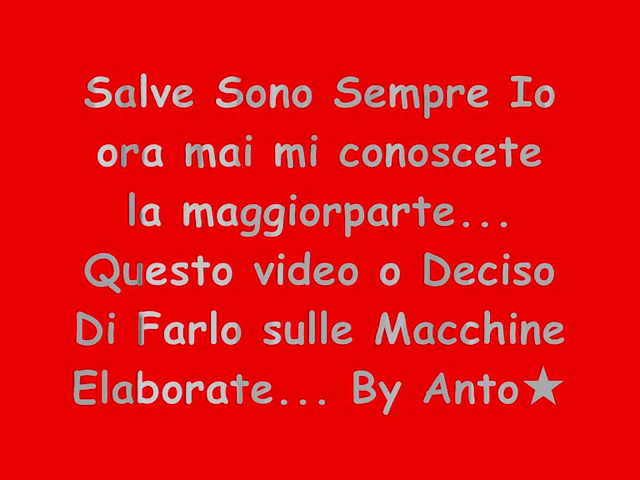 Salve Sono Sempre Io
ora mai mi conoscete
la maggiorparte...
Questo video o Deciso
Di Farlo sulle Macchine
Elaborate... By Anto★